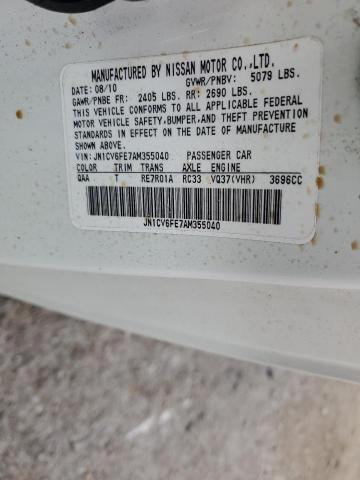 MANUFACTURED BY NISSAN MOTOR CO.,LTD.
DATE: 08/10 GVWR/PNBV: 5079 LBS.
GAWR/PNBE FR: 2405 LBS. RR: 2690 LBS.
THIS VEHICLE CONFORMS TO ALL APPLICABLE FEDERAL
MOTOR VEHICLE SAFETY, BUMPER, AND THEFT PREVENTION
STANDARDS IN EFFECT ON THE DATE OF MANUFACTURE
SHOWN ABOVE.
VIN: JN1CV6FE7AM355040 PASSENGER CAR
COLOR TRIM TRANS AXLE ENGINE
QAA T RE7R01A RC33 VQ37(VHR) 3696CC
JN1CV6FE7AM355040